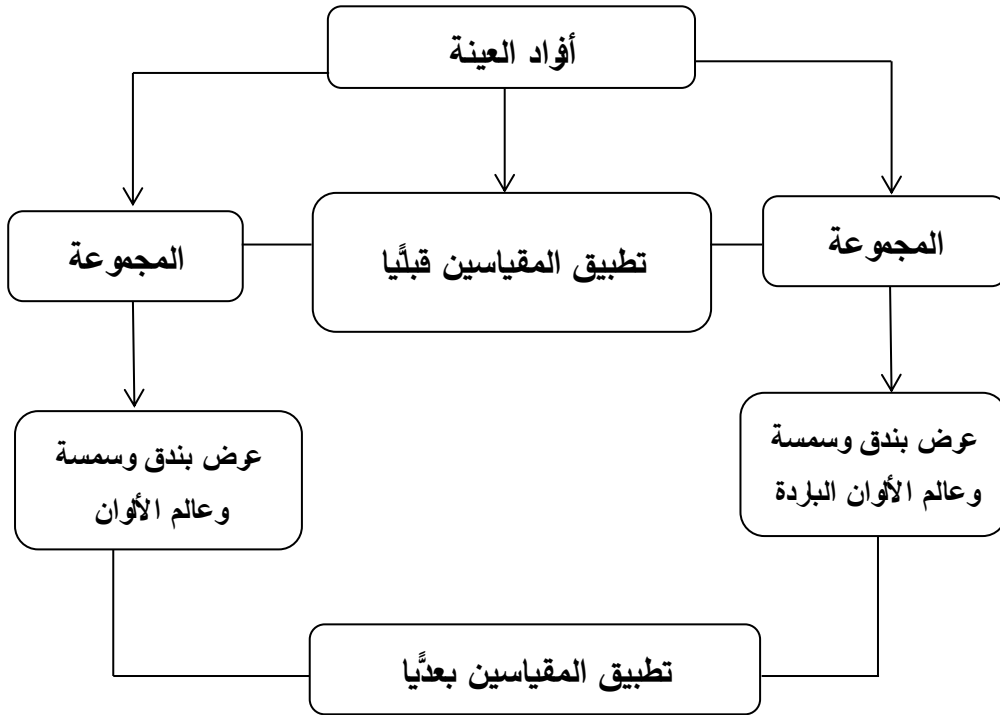 أفراد العينة
تطبيق المقياسين قبليًّا
المجموعة
المجموعة
عرض بندق وسمسة
وعالم الألوان الباردة
عرض بندق وسمسة
وعالم الألوان
تطبيق المقياسين بعديًّا